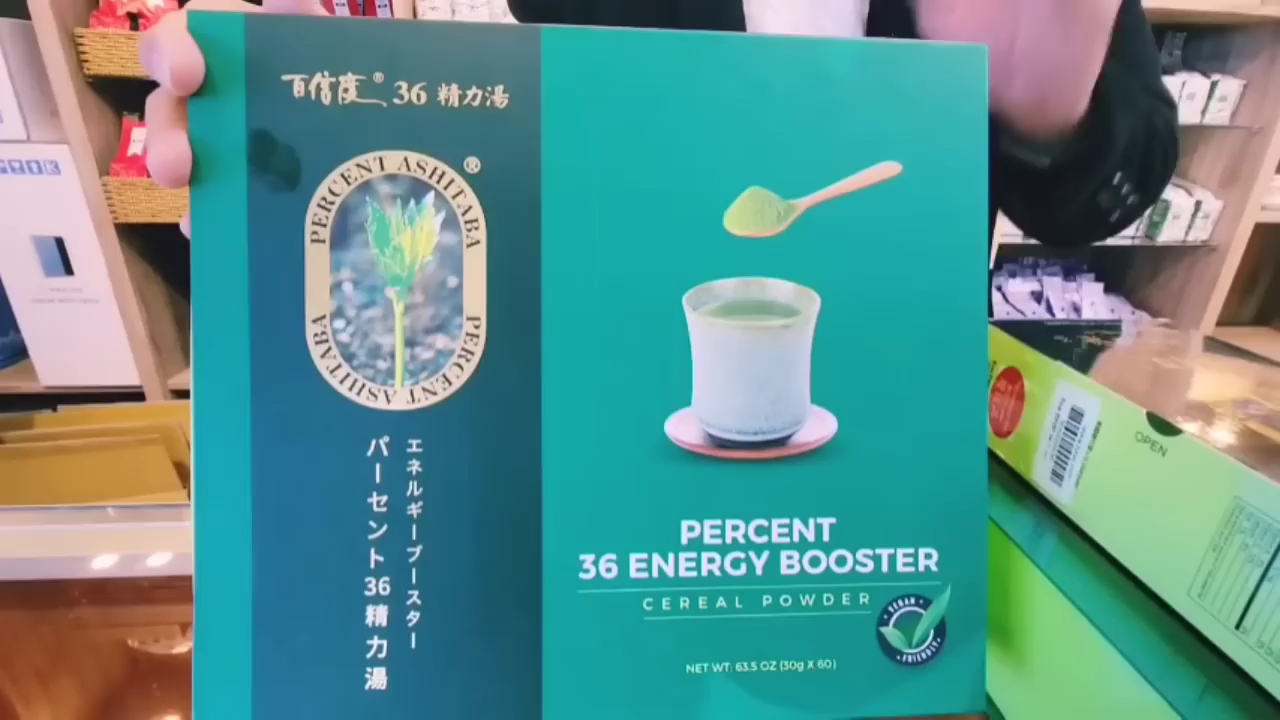 百信度® 36 精力湯
PERCENT ASHITABA ®
PERCENT ASHITABA
エネルギーブースター
パーセント36精力湯
PERCENT
36 ENERGY BOOSTER
CEREAL POWDER
VEGAN
FRIENDLY
NET WT: 63.5 OZ (30g X 60)
OPEN